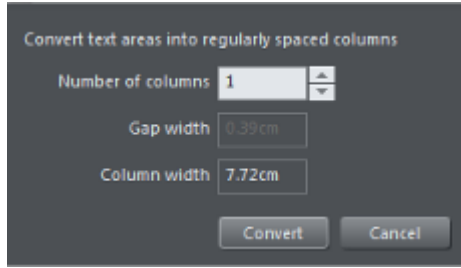 Convert text areas into regularly spaced columns
Number of columns 1
Gap width 0.39cm
Column width 7.72cm
Convert Cancel